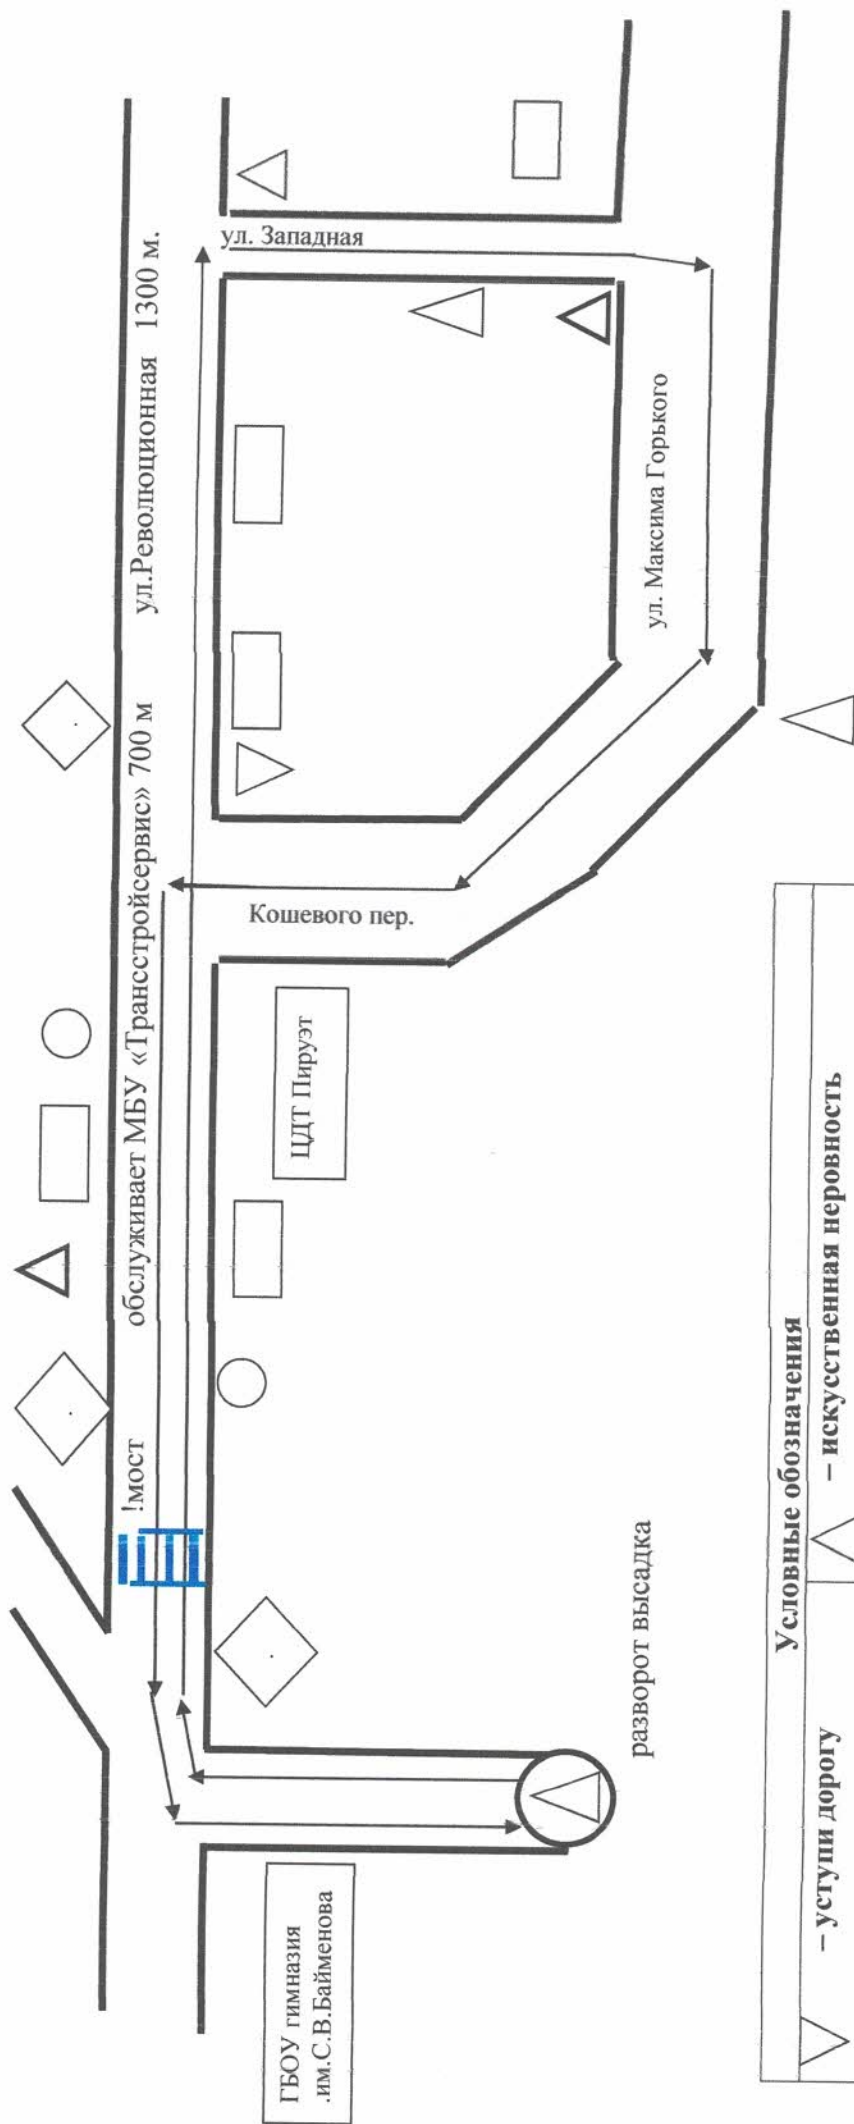 ул.Революционная 1300 м.
обслуживает МБУ «Трансстройсервис» 700 м
!мост
ул. Западная
ул. Максима Горького
Кошевого пер.
ЦДТ Пируэт
ГБОУ гимназия
.им.С.В.Байменова
разворот высадка
Условные обозначения
– уступи дорогу
– искусственная неровность